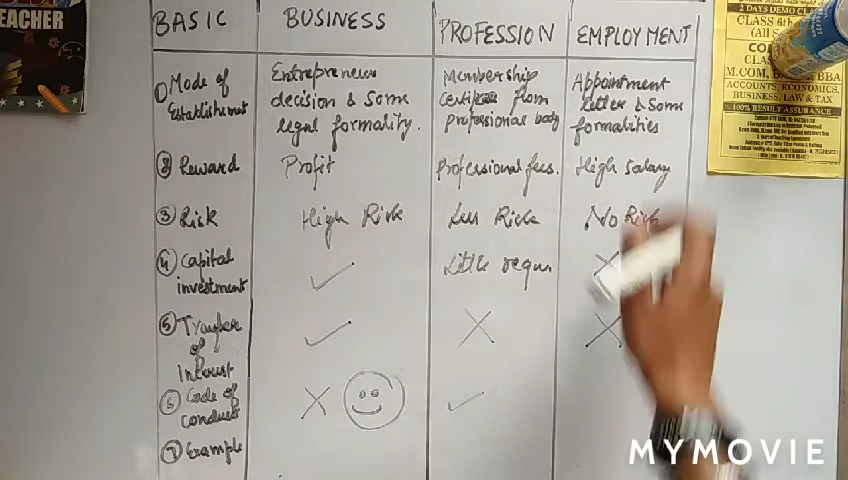 TEACHER
BASIC BUSINESS PROFESSION EMPLOYMENT
① Mode of Establishment
Entrepreneur decision & Some legal formality.
Membership Certificate from professional body
Appointment letter & Some formalities
② Reward Profit Professional fees. High Salary
③ Risk High Risk Less Risk No Risk
④ Capital investment ✓ Little requ. ✗
⑤ Transfer of Interest ✓ ✗ ✗
⑥ Code of conduct ✗ ✓
⑦ Example
2 DAYS DEMO CLASS
CLASS 6th
M.COM, BBA
ACCOUNTS, ECONOMICS,
BUSINESS, LAW & TAX
100% RESULT ASSURANCE
MYMOVIE